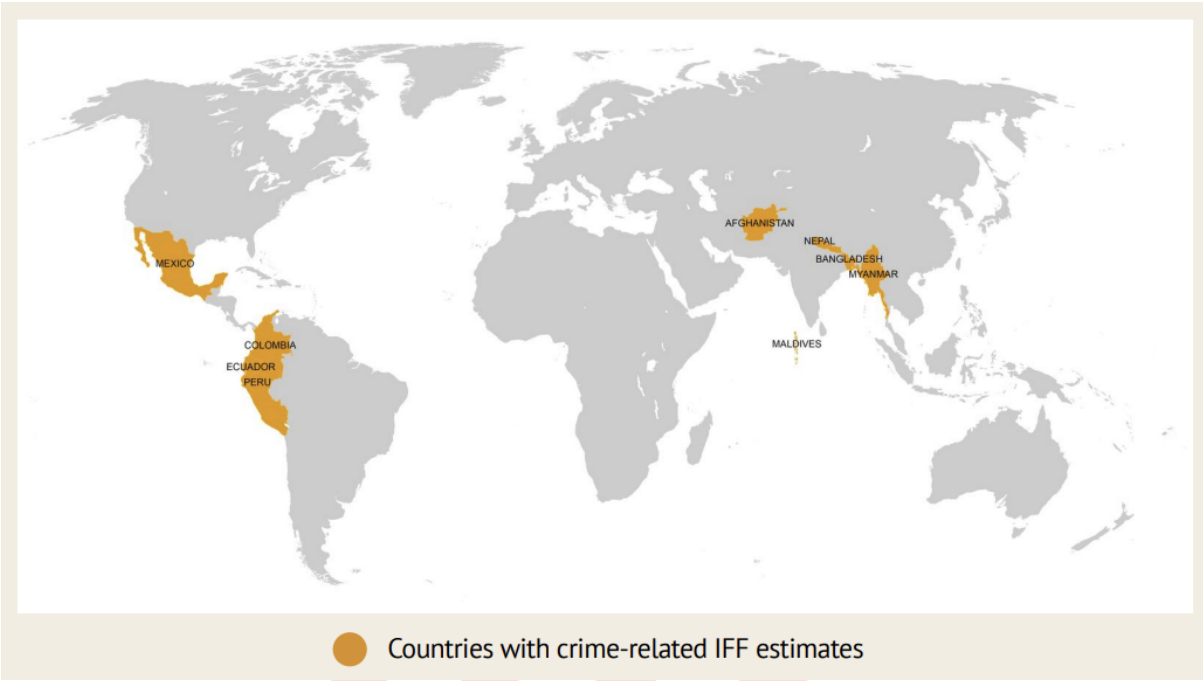 AFGHANISTAN
NEPAL
BANGLADESH
MEXICO
MYANMAR
MALDIVES
COLOMBIA
ECUADOR
PERU
Countries with crime-related IFF estimates